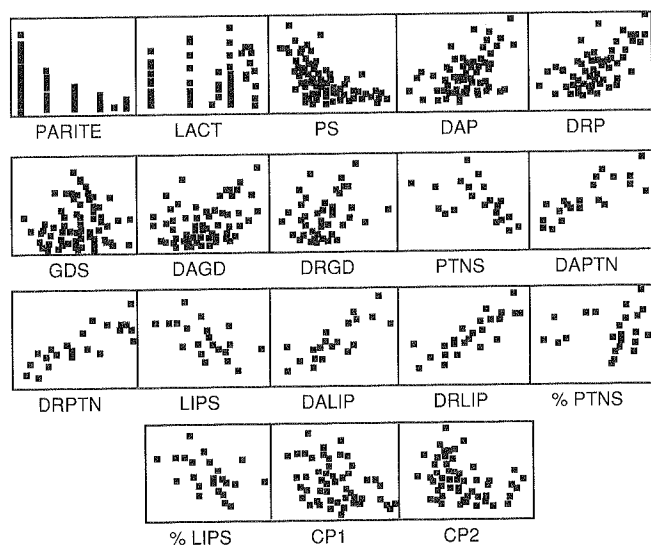 PARITE LACT PS DAP DRP
GDS DAGD DRGD PTNS DAPTN
DRPTN LIPS DALIP DRLIP % PTNS
% LIPS CP1 CP2